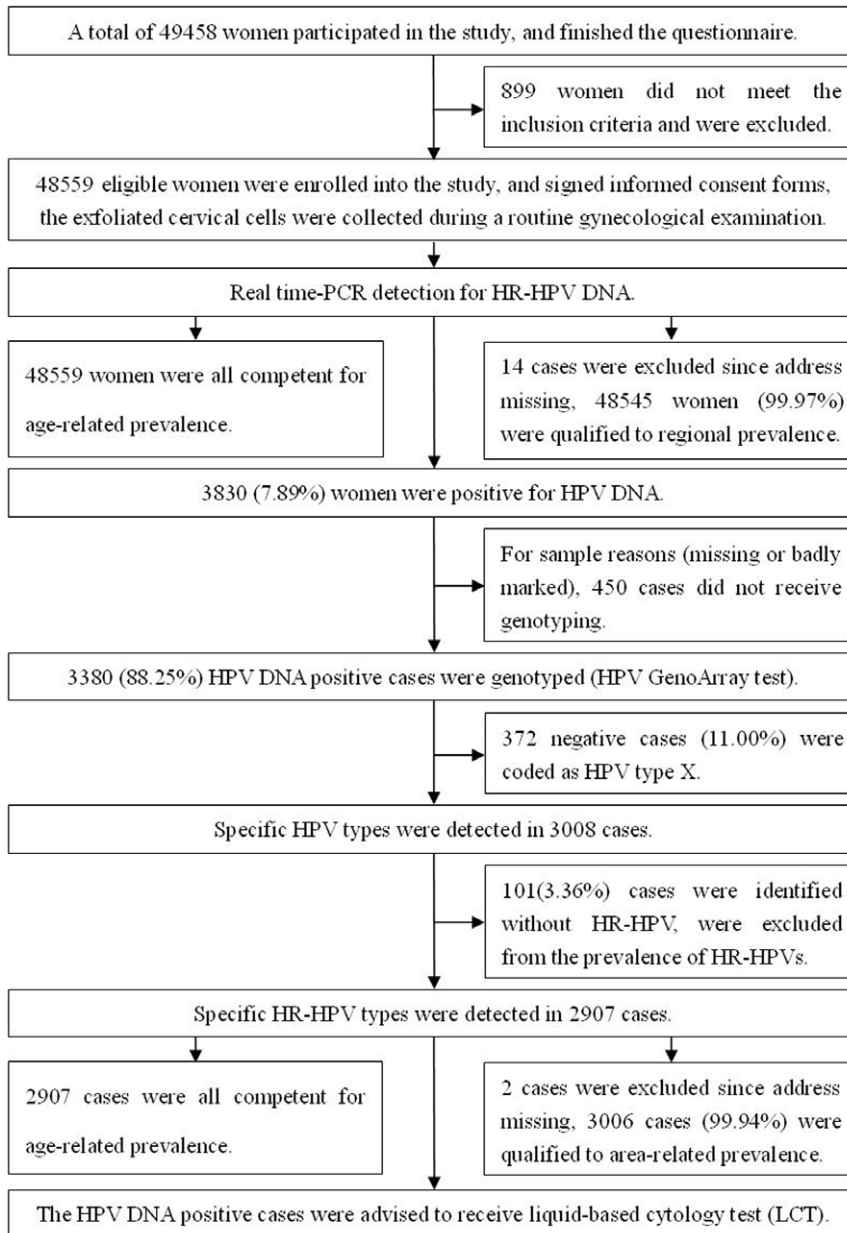 A total of 49458 women participated in the study, and finished the questionnaire.
899 women did not meet the
inclusion criteria and were excluded.
48559 eligible women were enrolled into the study, and signed informed consent forms,
the exfoliated cervical cells were collected during a routine gynecological examination.
Real time-PCR detection for HR-HPV DNA.
48559 women were all competent for
age-related prevalence.
14 cases were excluded since address
missing, 48545 women (99.97%)
were qualified to regional prevalence.
3830 (7.89%) women were positive for HPV DNA.
For sample reasons (missing or badly
marked), 450 cases did not receive
genotyping.
3380 (88.25%) HPV DNA positive cases were genotyped (HPV GenoArray test).
372 negative cases (11.00%) were
coded as HPV type X.
Specific HPV types were detected in 3008 cases.
101(3.36%) cases were identified
without HR-HPV, were excluded
from the prevalence of HR-HPVs.
Specific HR-HPV types were detected in 2907 cases.
2907 cases were all competent for
age-related prevalence.
2 cases were excluded since address
missing, 3006 cases (99.94%) were
qualified to area-related prevalence.
The HPV DNA positive cases were advised to receive liquid-based cytology test (LCT).